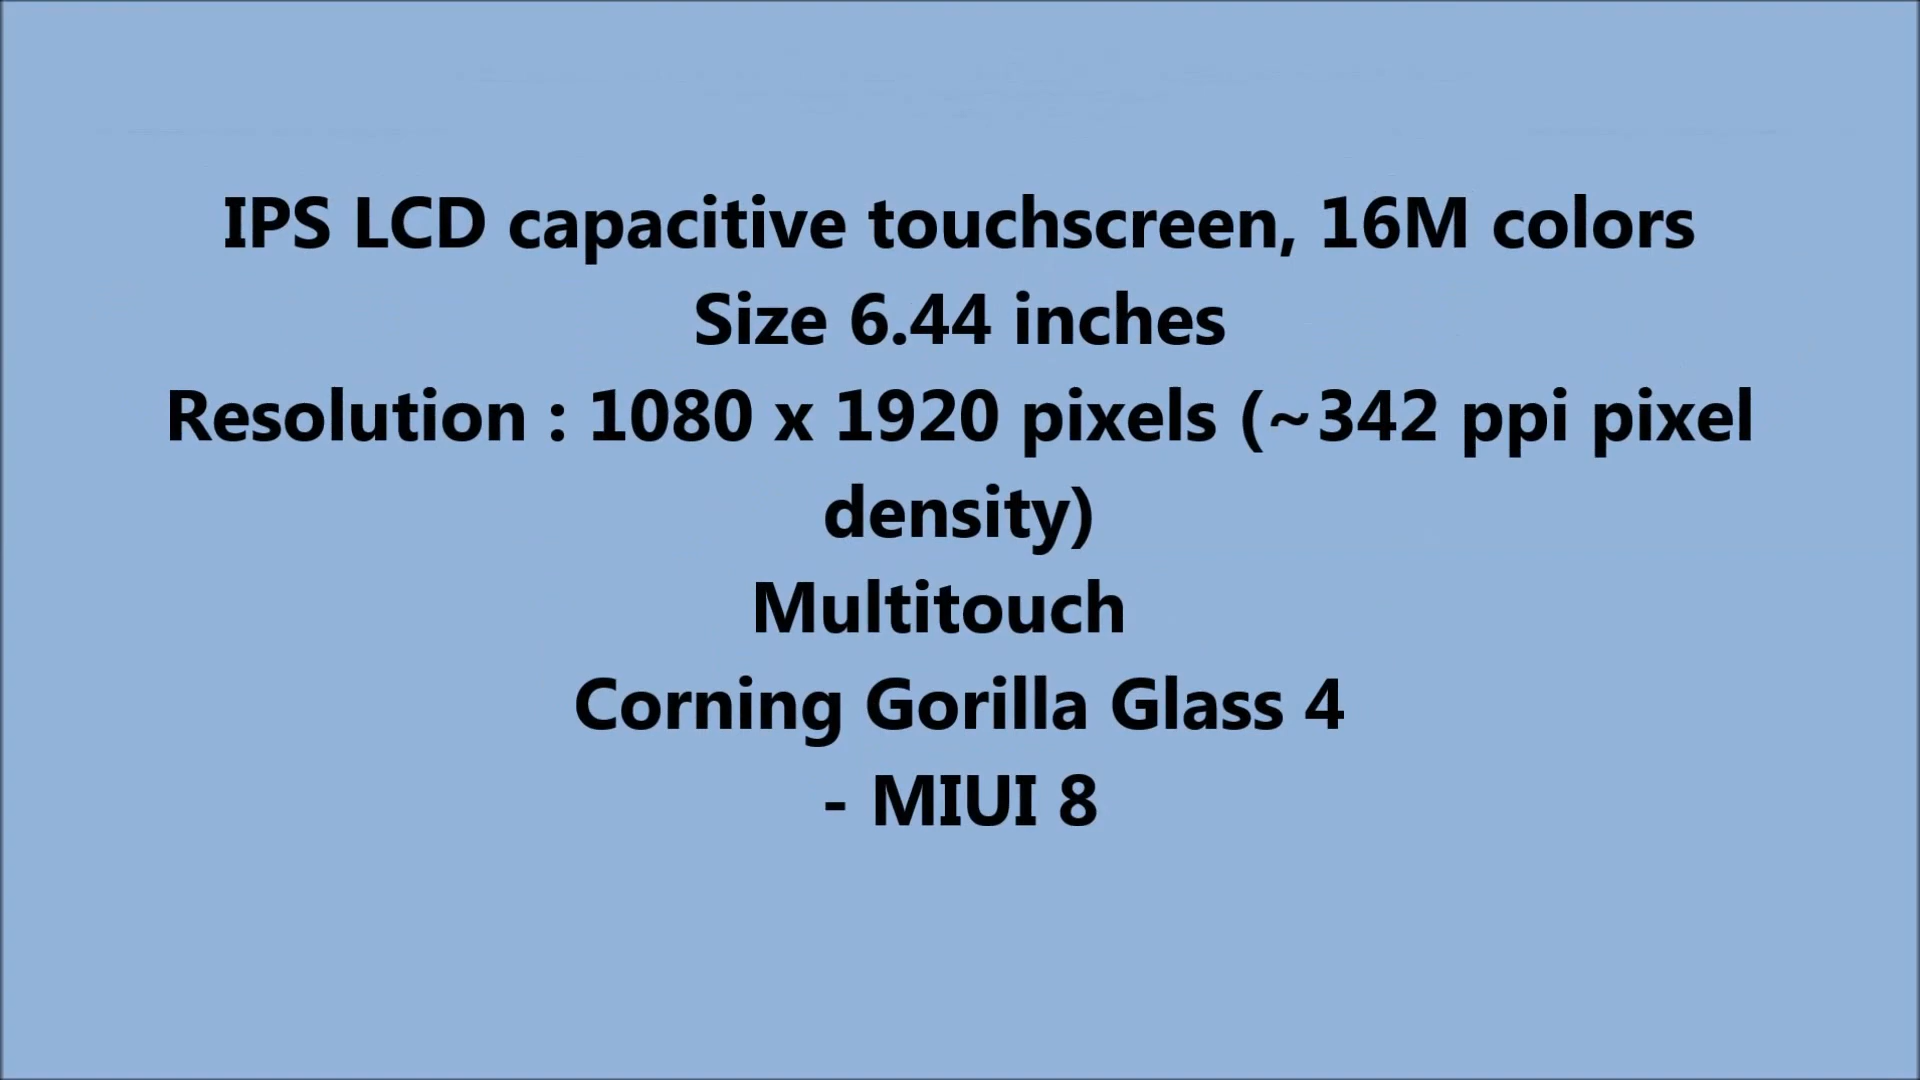 IPS LCD capacitive touchscreen, 16M colors
Size 6.44 inches
Resolution : 1080 x 1920 pixels (~342 ppi pixel
density)
Multitouch
Corning Gorilla Glass 4
- MIUI 8